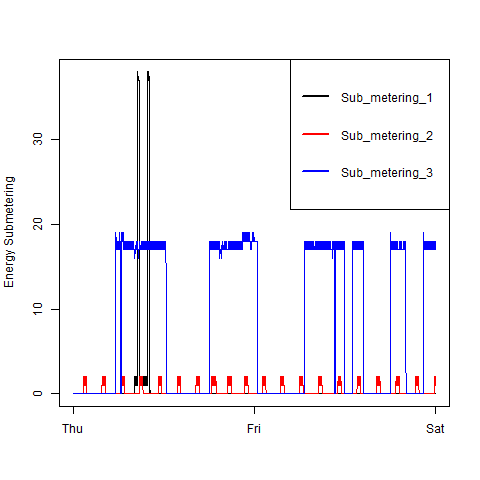 Sub_metering_1
Sub_metering_2
Sub_metering_3
Energy Submetering
30
20
10
0
Thu Fri Sat